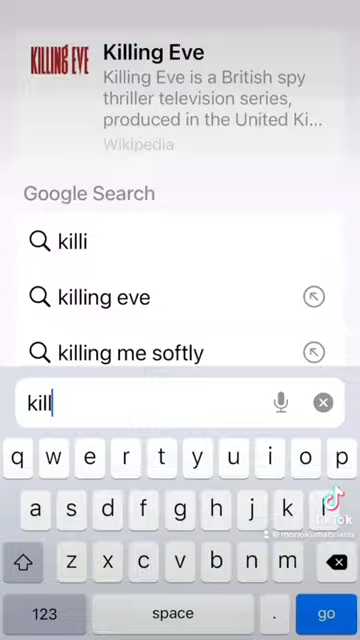 KILLING EVE
Killing Eve
Killing Eve is a British spy
thriller television series,
produced in the United Ki...
Wikipedia
Google Search
killi
killing eve
killing me softly
kill
q w e r t y u i o p
a s d f g h j k
TikTok
z x c v b n m
123 space . go